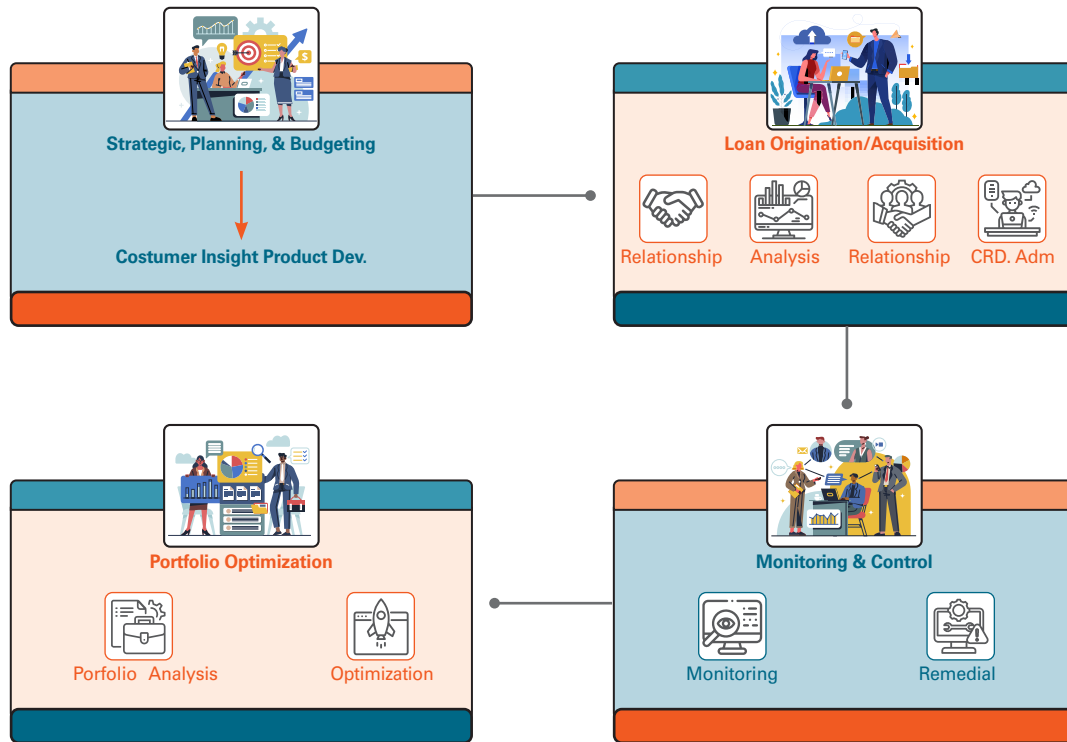 Strategic, Planning, & Budgeting
Costumer Insight Product Dev.
Loan Origination/Acquisition
Relationship
Analysis
Relationship
CRD. Adm
Monitoring & Control
Monitoring
Remedial
Portfolio Optimization
Porfolio Analysis
Optimization